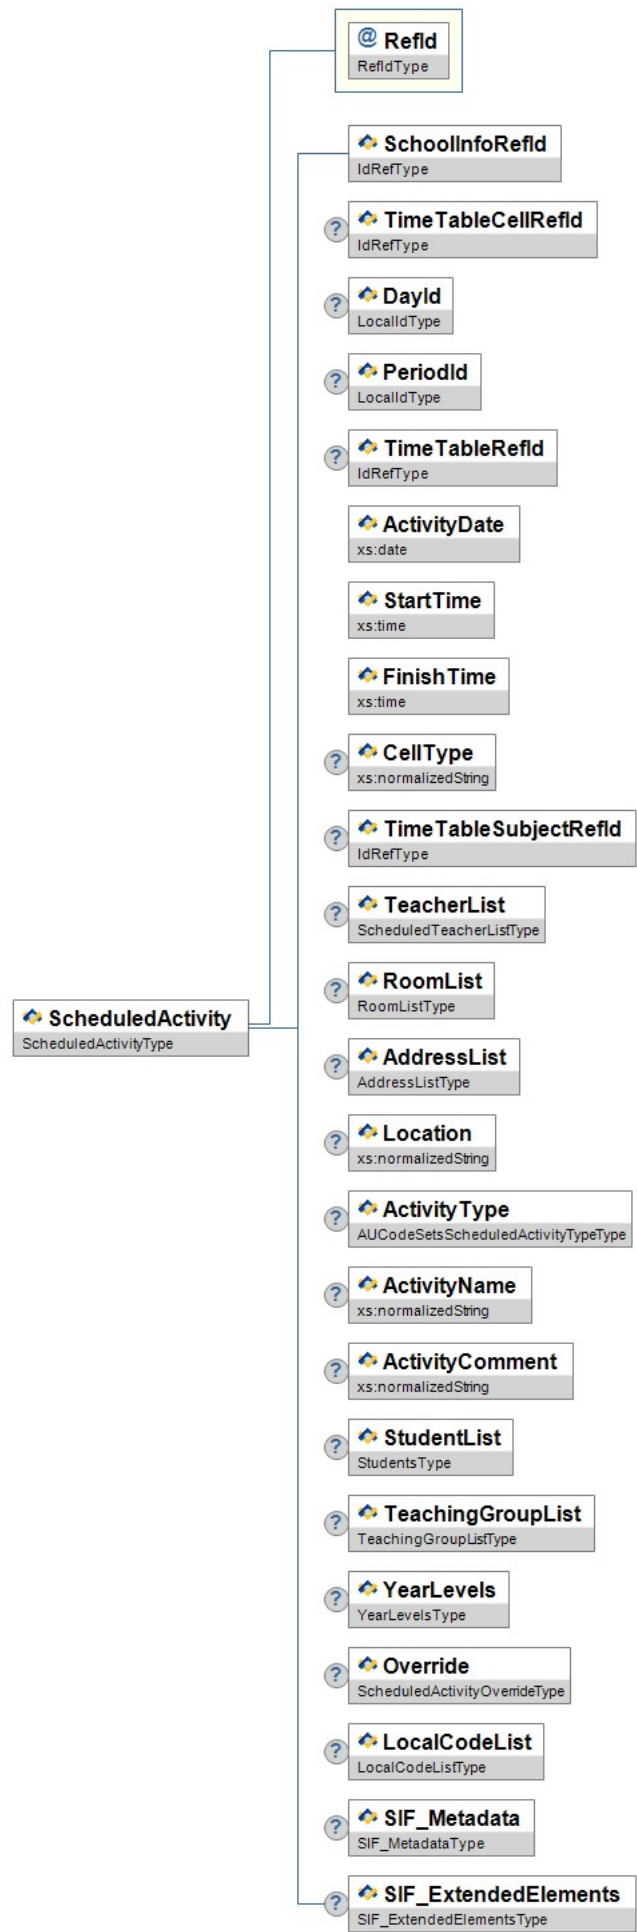 @ RefId
RefIdType
SchoolInfoRefId
IdRefType
?
TimeTableCellRefId
IdRefType
?
DayId
LocalIdType
?
PeriodId
LocalIdType
?
TimeTableRefId
IdRefType
ActivityDate
xs:date
StartTime
xs:time
FinishTime
xs:time
?
CellType
xs:normalizedString
?
TimeTableSubjectRefId
IdRefType
?
TeacherList
ScheduledTeacherListType
?
RoomList
RoomListType
ScheduledActivity
ScheduledActivityType
?
AddressList
AddressListType
?
Location
xs:normalizedString
?
ActivityType
AUCodeSetsScheduledActivityTypeType
?
ActivityName
xs:normalizedString
?
ActivityComment
xs:normalizedString
?
StudentList
StudentsType
?
TeachingGroupList
TeachingGroupListType
?
YearLevels
YearLevelsType
?
Override
ScheduledActivityOverrideType
?
LocalCodeList
LocalCodeListType
?
SIF_Metadata
SIF_MetadataType
?
SIF_ExtendedElements
SIF_ExtendedElementsType